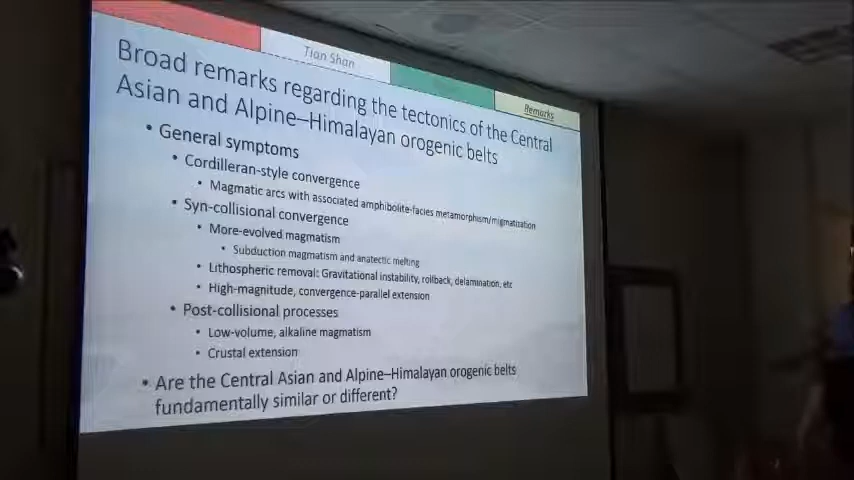 Tian Shan
Remarks
Broad remarks regarding the tectonics of the Central
Asian and Alpine–Himalayan orogenic belts
• General symptoms
• Cordilleran-style convergence
• Magmatic arcs with associated amphibolite-facies metamorphism/migmatization
• Syn-collisional convergence
• More-evolved magmatism
• Subduction magmatism and anatectic melting
• Lithospheric removal: Gravitational instability, rollback, delamination, etc
• High-magnitude, convergence-parallel extension
• Post-collisional processes
• Low-volume, alkaline magmatism
• Crustal extension
• Are the Central Asian and Alpine–Himalayan orogenic belts
fundamentally similar or different?